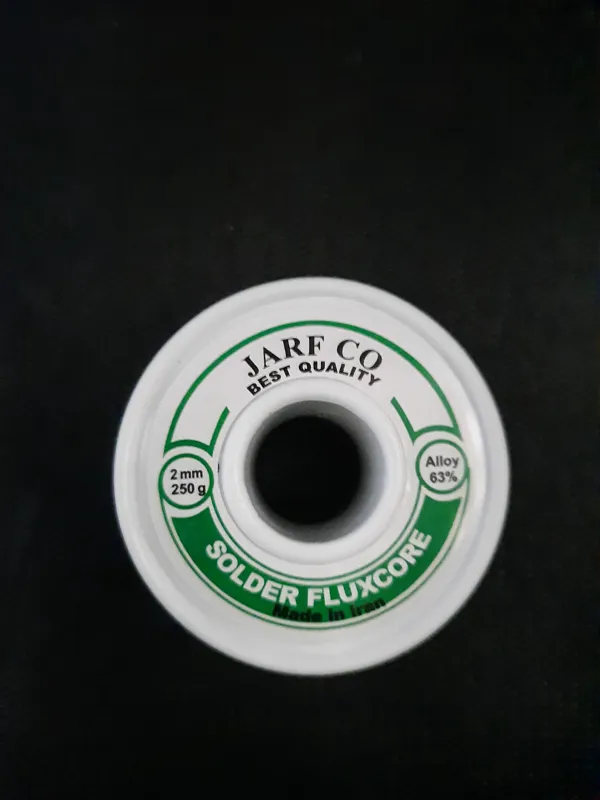 JARF CO
BEST QUALITY
2 mm
250 g
Alloy
63%
SOLDER FLUXCORE
Made in Iran